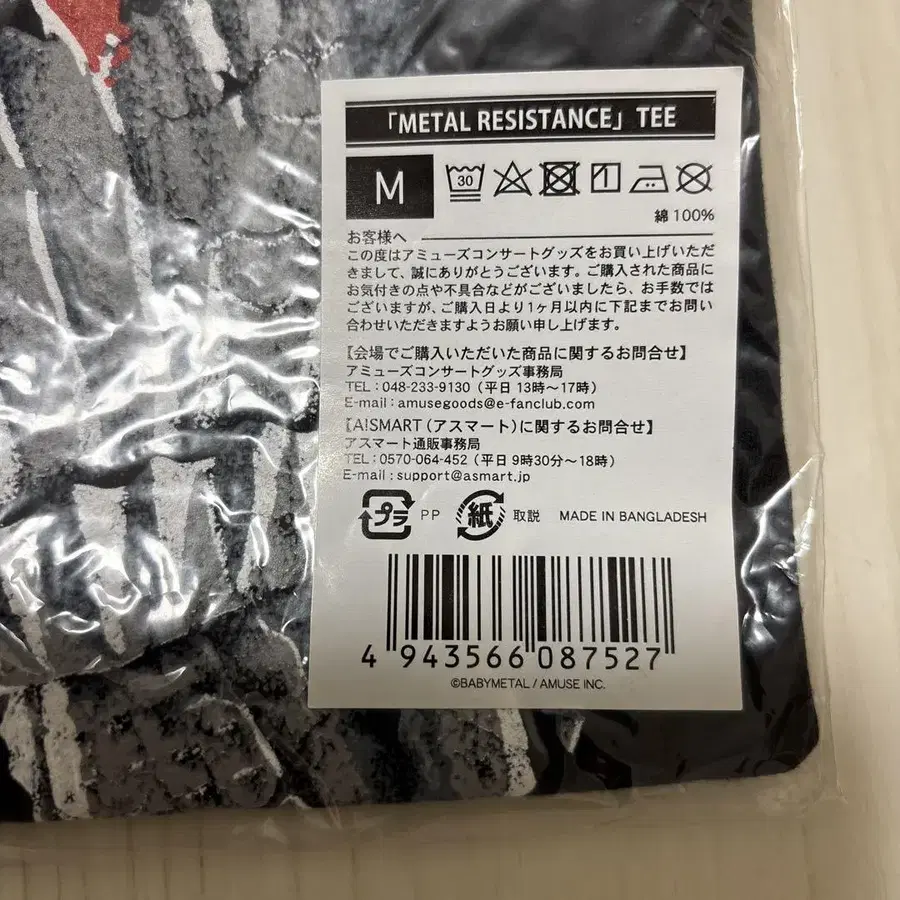 「METAL RESISTANCE」 TEE
M
30
綿 100%
お客様へ
この度はアミューズコンサートグッズをお買い上げいただ
きまして、誠にありがとうございます。ご購入された商品に
お気付きの点や不具合などがございましたら、お手数では
ございますが、ご購入日より1ヶ月以内に下記までお問い
合わせいただきますようお願い申し上げます。
【会場でご購入いただいた商品に関するお問合せ】
アミューズコンサートグッズ事務局
TEL : 048-233-9130 (平日 13時〜17時)
E-mail : amusegoods@e-fanclub.com
【A!SMART (アスマート)に関するお問合せ】
アスマート通販事務局
TEL : 0570-064-452 (平日 9時30分〜18時)
E-mail : support@asmart.jp
プラ PP 紙 取説 MADE IN BANGLADESH
4 943566 087527
©BABYMETAL / AMUSE INC.